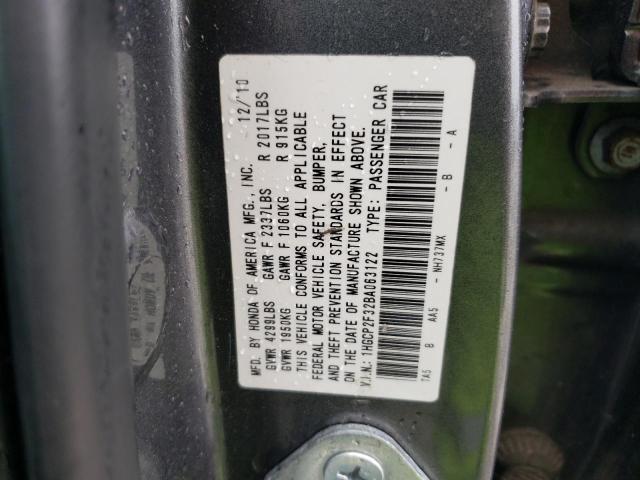 MFD. BY HONDA OF AMERICA MFG., INC. 12/'10
GVWR 4299LBS GAWR F 2337LBS R 2017LBS
GVWR 1950KG GAWR F 1060KG R 915KG
THIS VEHICLE CONFORMS TO ALL APPLICABLE
FEDERAL MOTOR VEHICLE SAFETY, BUMPER,
AND THEFT PREVENTION STANDARDS IN EFFECT
ON THE DATE OF MANUFACTURE SHOWN ABOVE.
V.I.N.: 1HGCP2F32BA063122 TYPE: PASSENGER CAR
TA5 B AA5 - NH737MX - B - A